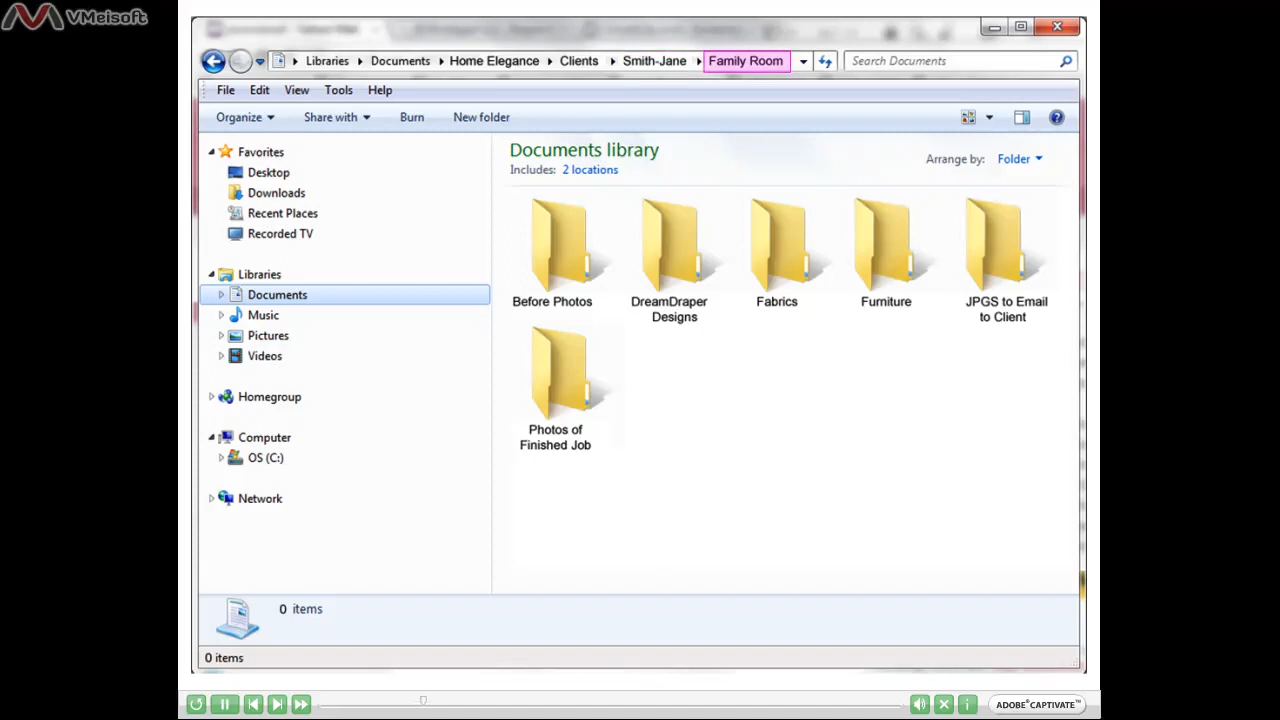 VMeisoft
Libraries Documents Home Elegance Clients Smith-Jane Family Room Search Documents
File Edit View Tools Help
Organize Share with Burn New folder
Favorites
Desktop
Downloads
Recent Places
Recorded TV
Libraries
Documents
Music
Pictures
Videos
Homegroup
Computer
OS (C:)
Network
Documents library
Includes: 2 locations
Arrange by: Folder
Before Photos
DreamDraper
Designs
Fabrics
Furniture
JPGS to Email
to Client
Photos of
Finished Job
0 items
0 items
ADOBE® CAPTIVATE™